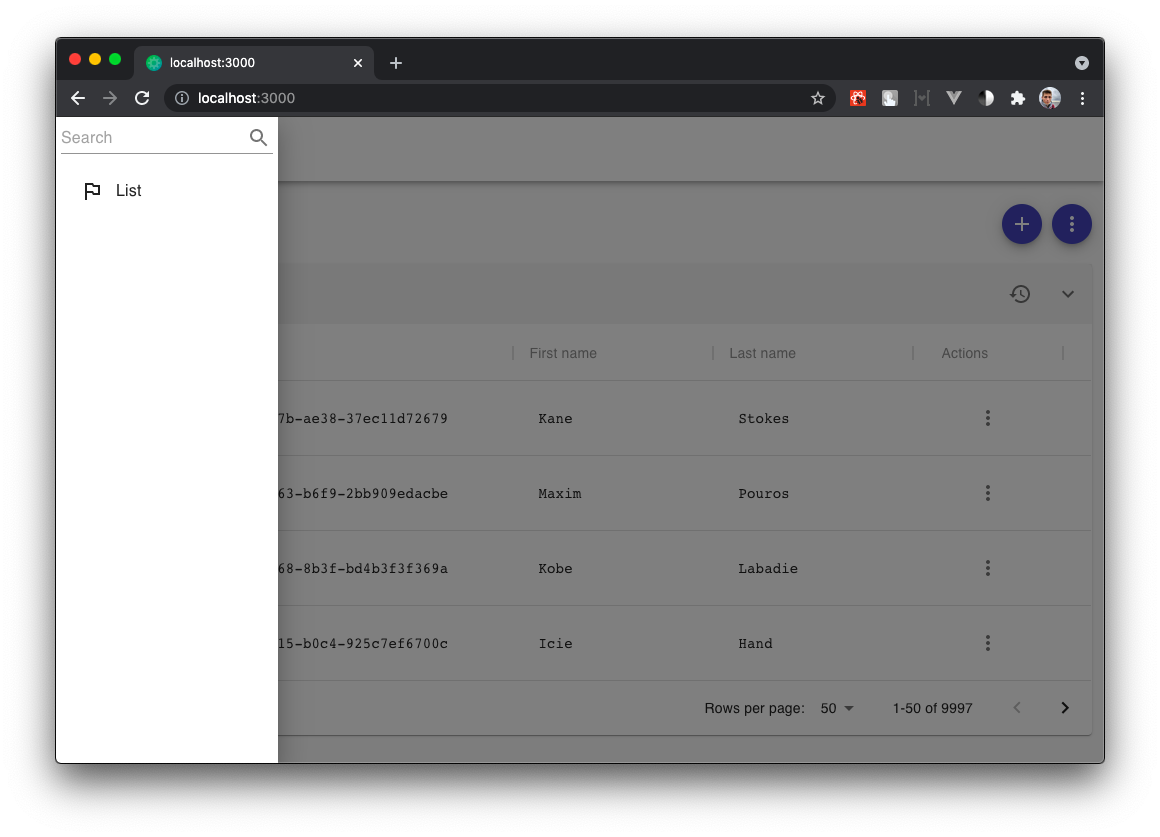 localhost:3000
localhost:3000
Search
List
First name Last name Actions
7b-ae38-37ec11d72679 Kane Stokes
63-b6f9-2bb909edacbe Maxim Pouros
68-8b3f-bd4b3f3f369a Kobe Labadie
15-b0c4-925c7ef6700c Icie Hand
Rows per page: 50 1-50 of 9997